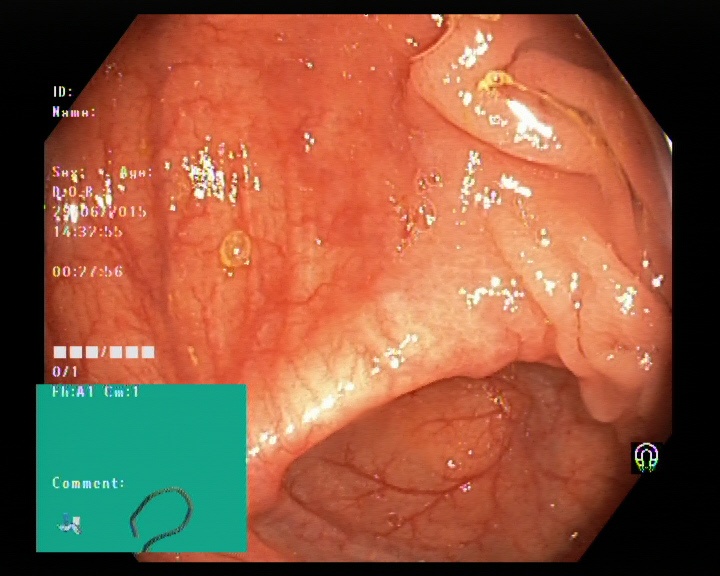 ID:
Name:
Sex: Age:
D.O.B.:
29/06/2015
14:32:55
00:27:56
■■■/■■■
0/1
Eh:A1 Cm:1
Comment: